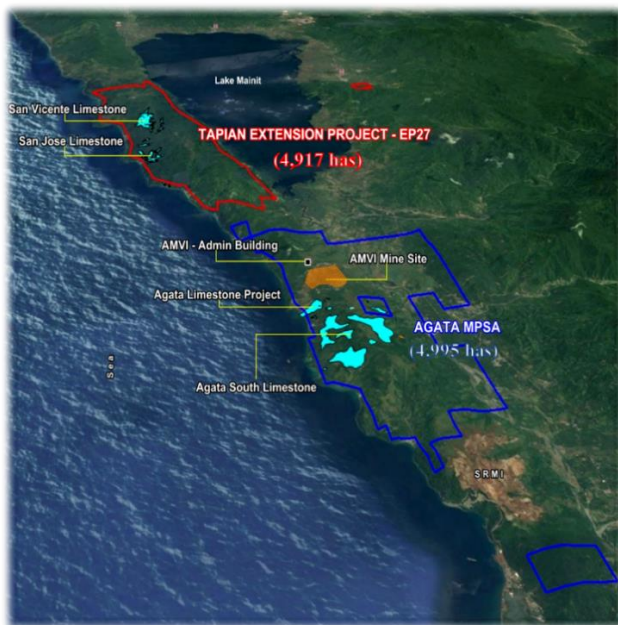 Lake Mainit
San Vicente Limestone
TAPIAN EXTENSION PROJECT - EP27
San Jose Limestone
(4,917 has)
AMVI - Admin Building
AMVI Mine Site
Agata Limestone Project
AGATA MPSA
(4,995 has)
Sea
Agata South Limestone
SRMI